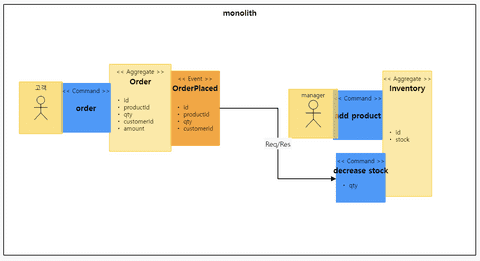 monolith
고객
<< Command >>
order
<< Aggregate >>
Order
• id
• productId
• qty
• customerId
• amount
<< Event >>
OrderPlaced
• id
• productId
• qty
• customerId
Req/Res
manager
<< Command >>
add product
<< Aggregate >>
Inventory
• id
• stock
<< Command >>
decrease stock
• qty